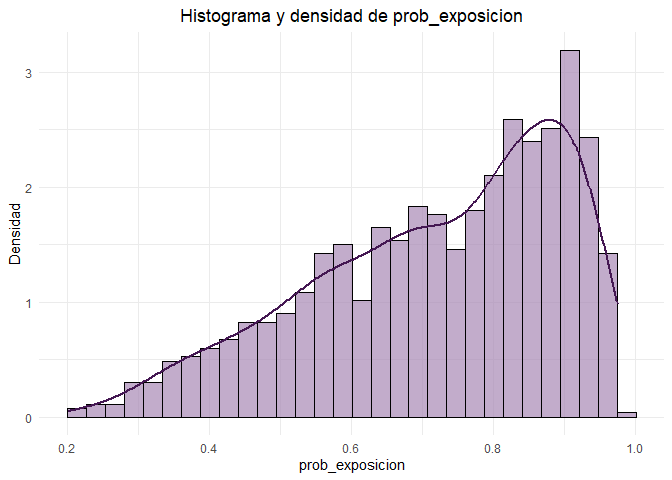 Histograma y densidad de prob_exposicion
Densidad
3
2
1
0
0.2 0.4 0.6 0.8 1.0
prob_exposicion